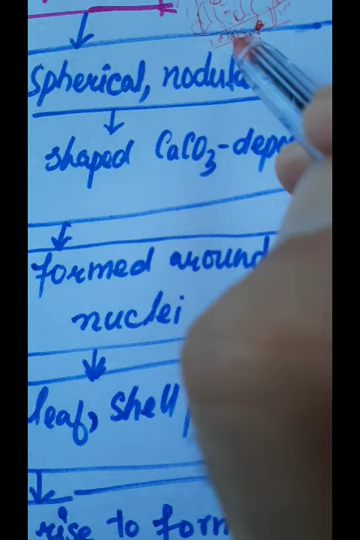 spherical, nodula
shaped CaCO₃-depo
formed around
nuclei
leaf, shell
rise to form